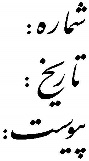 شماره :
تاریخ :
پیوست :